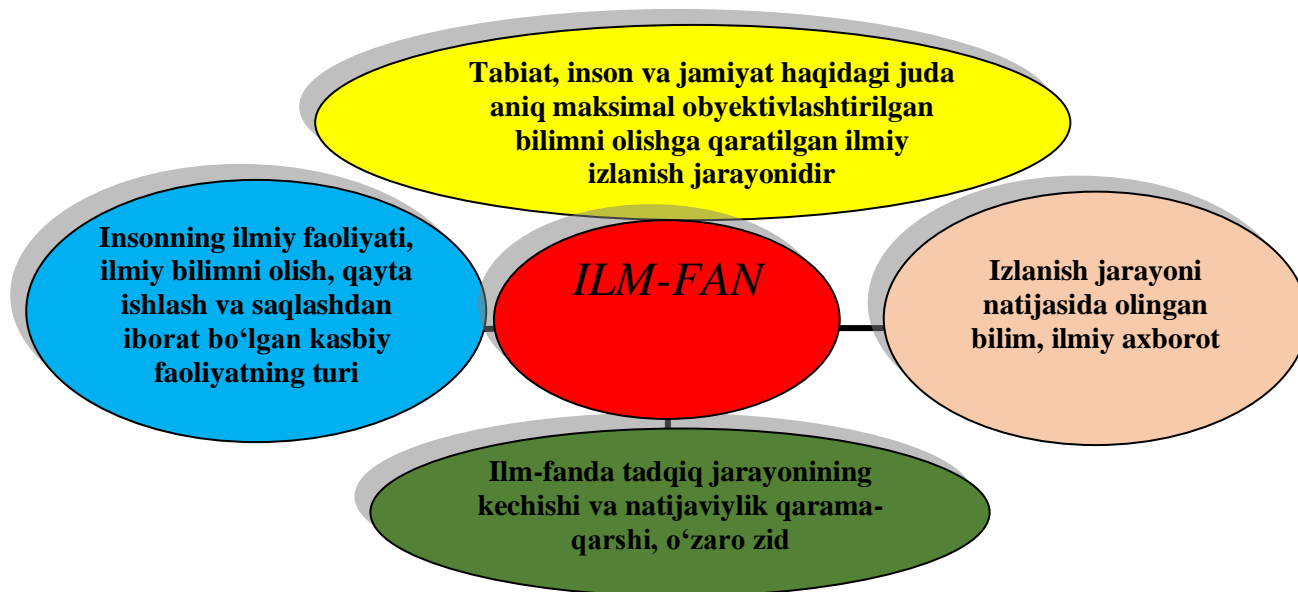 Tabiat, inson va jamiyat haqidagi juda
aniq maksimal obyektivlashtirilgan
bilimni olishga qaratilgan ilmiy
izlanish jarayonidir
Insonning ilmiy faoliyati,
ilmiy bilimni olish, qayta
ishlash va saqlashdan
iborat bo‘lgan kasbiy
faoliyatning turi
ILM-FAN
Izlanish jarayoni
natijasida olingan
bilim, ilmiy axborot
Ilm-fanda tadqiq jarayonining
kechishi va natijaviylik qarama-
qarshi, o‘zaro zid